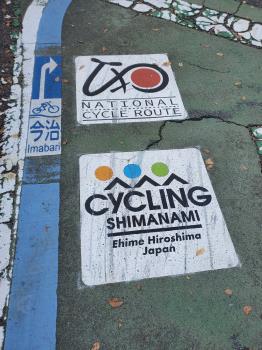 NATIONAL
CYCLE ROUTE
今治
Imabari
CYCLING
SHIMANAMI
Ehime Hiroshima
Japan